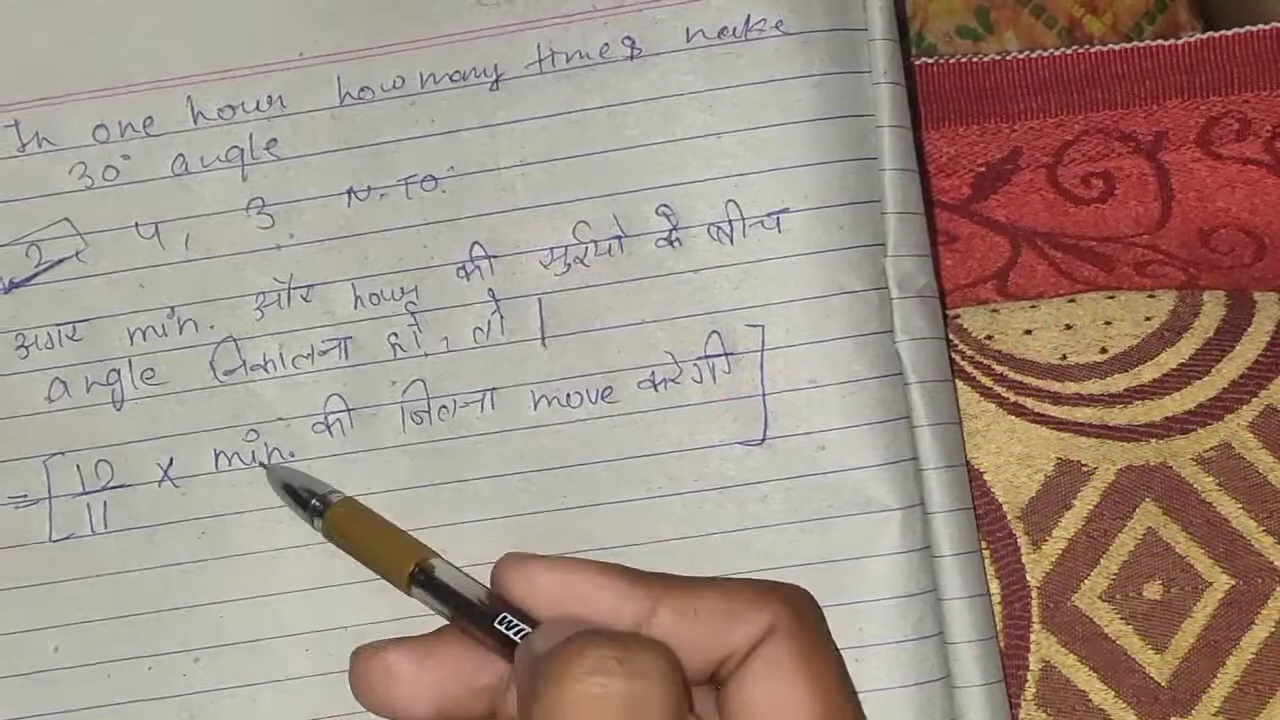 In one hour how many times make
30° angle
2, 4, 3. N.TO.
अगर min. और hour की सुईयो के बीच
angle निकालना हो, तो |
= [12/11 × min. की जितना move करेगी]